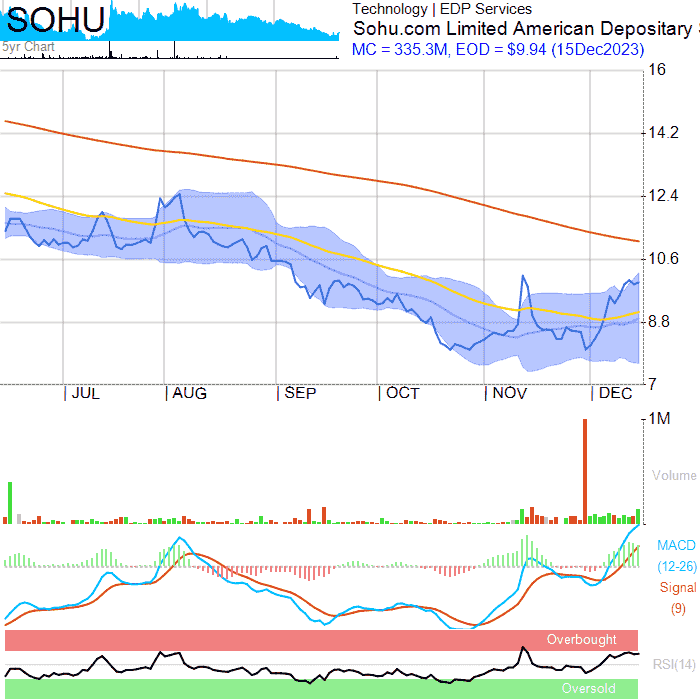 SOHU
5yr Chart
Technology | EDP Services
Sohu.com Limited American Depositary S
MC = 335.3M, EOD = $9.94 (15Dec2023)
16
14.2
12.4
10.6
8.8
7
JUL AUG SEP OCT NOV DEC
1M
Volume
MACD
(12-26)
Signal
(9)
Overbought
RSI(14)
Oversold